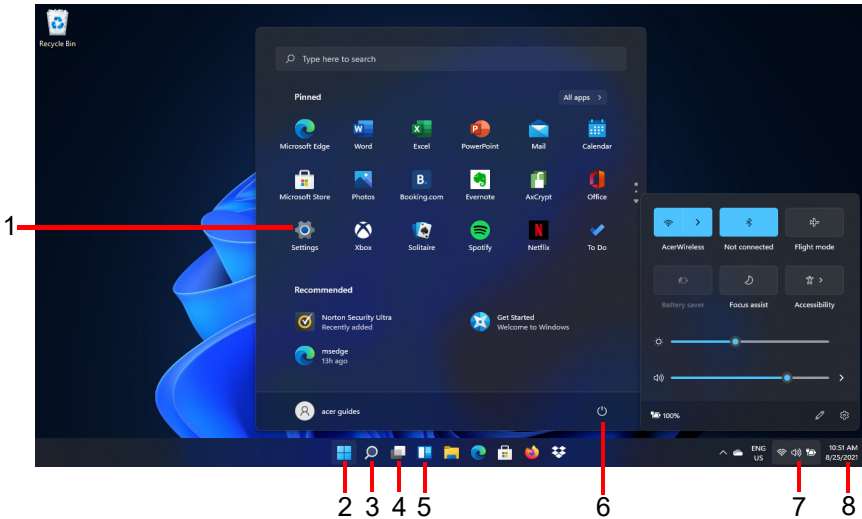 Recycle Bin
Type here to search
Pinned
All apps >
Microsoft Edge Word Excel PowerPoint Mail Calendar
Microsoft Store Photos Booking.com Evernote AxCrypt Office
Settings Xbox Solitaire Spotify Netflix To Do
Recommended
Norton Security Ultra
Recently added
Get Started
Welcome to Windows
msedge
13h ago
acer guides
AcerWireless Not connected Flight mode
Battery saver Focus assist Accessibility
100%
ENG
US
10:51 AM
8/25/2021
1
2 3 4 5 6 7 8